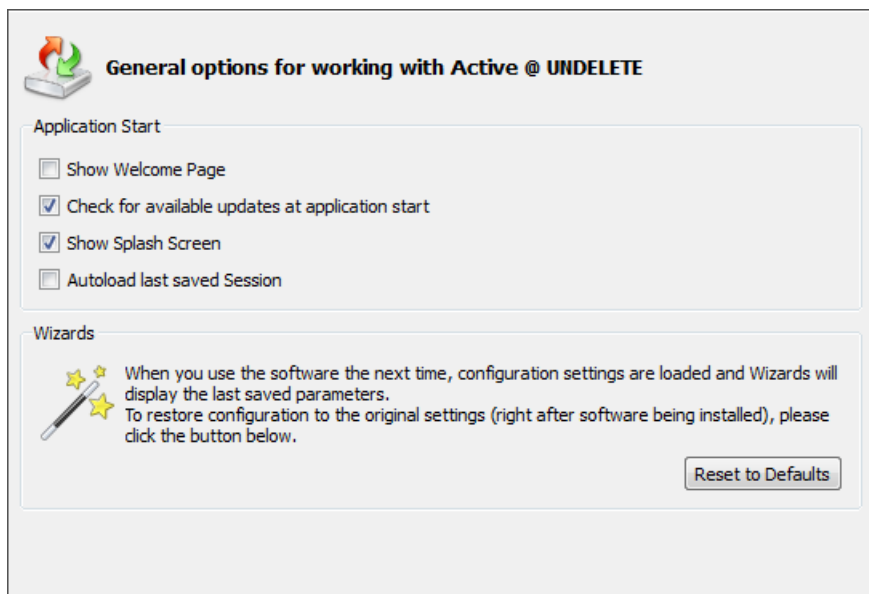 General options for working with Active @ UNDELETE
Application Start
Show Welcome Page
Check for available updates at application start
Show Splash Screen
Autoload last saved Session
Wizards
When you use the software the next time, configuration settings are loaded and Wizards will
display the last saved parameters.
To restore configuration to the original settings (right after software being installed), please
click the button below.
Reset to Defaults